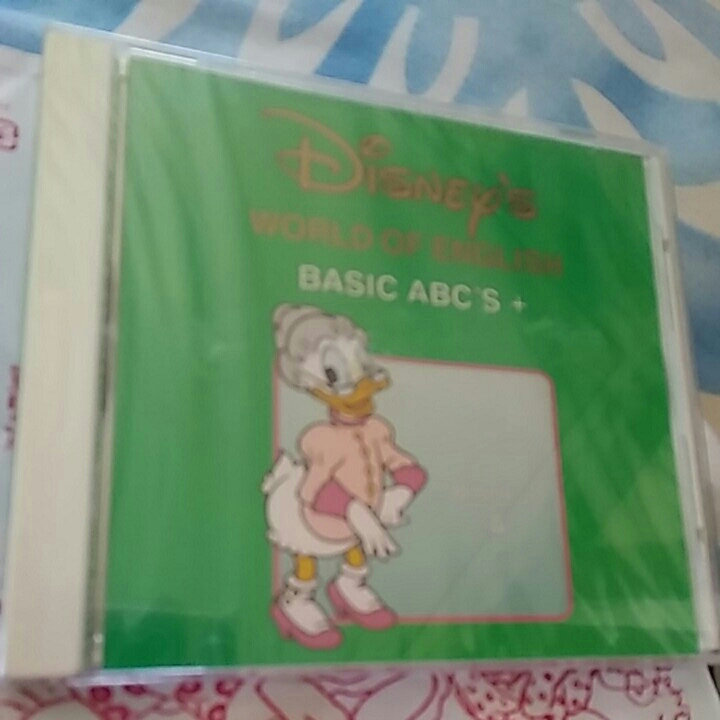 Disney's
WORLD OF ENGLISH
BASIC ABC'S +